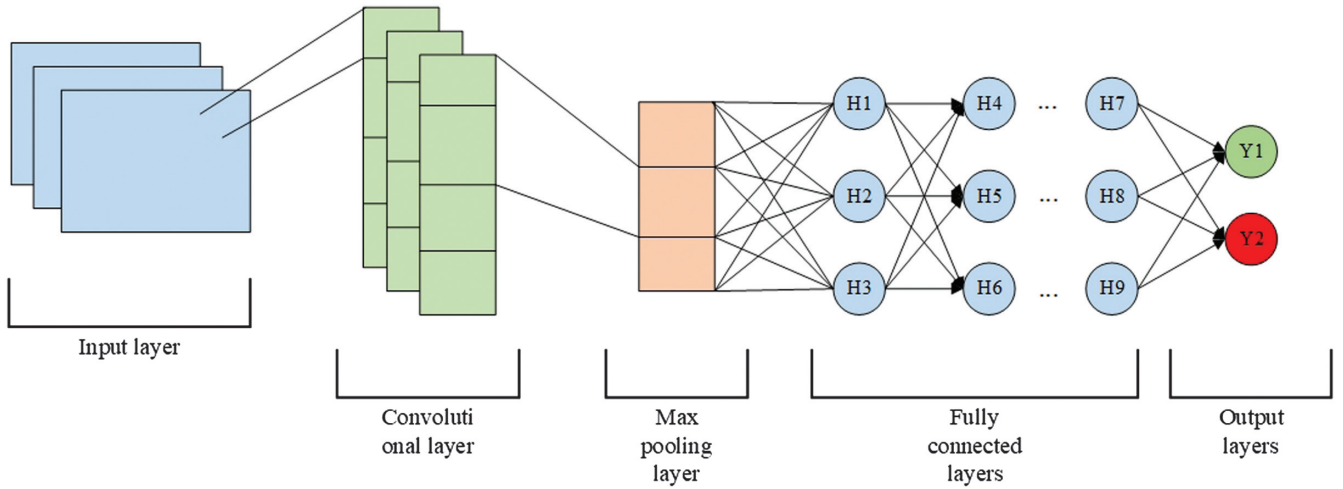 H1
H4
...
H7
Y1
H2
H5
...
H8
Y2
H3
H6
...
H9
Input layer
Convoluti
onal layer
Max
pooling
layer
Fully
connected
layers
Output
layers